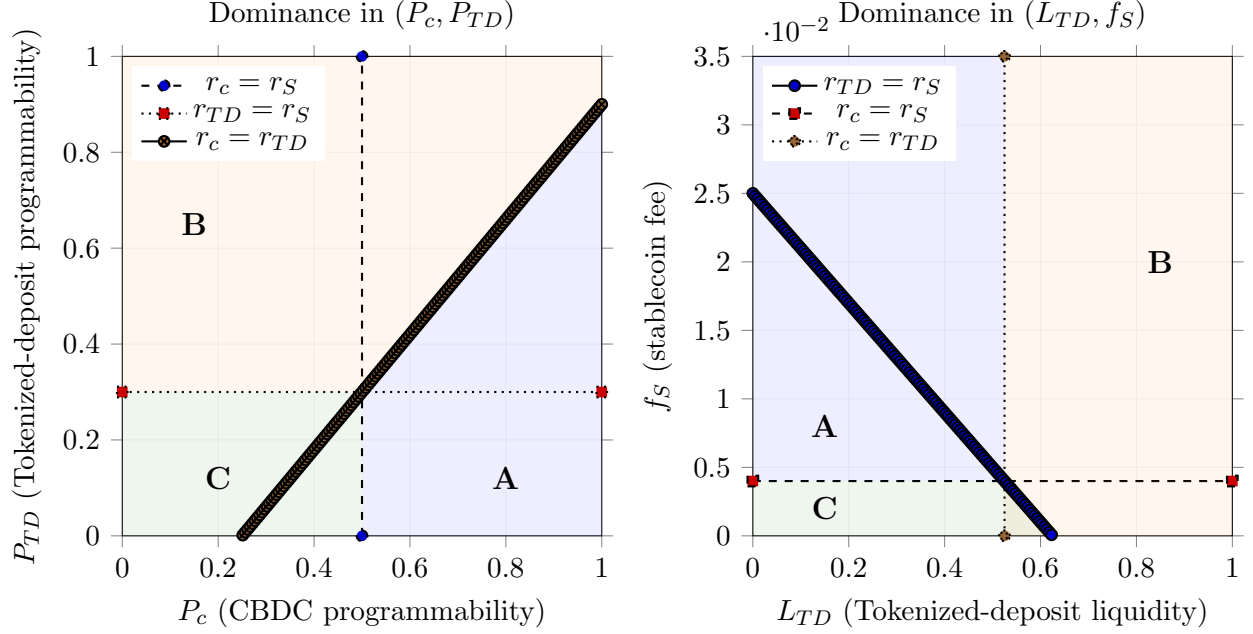 Dominance in (P_c, P_TD)
r_c = r_S
r_TD = r_S
r_c = r_TD
B
C
A
1
0.8
0.6
0.4
0.2
0
0
0.2
0.4
0.6
0.8
1
P_TD (Tokenized-deposit programmability)
P_c (CBDC programmability)
Dominance in (L_TD, f_S)
·10^−2
r_TD = r_S
r_c = r_S
r_c = r_TD
B
A
C
3.5
3
2.5
2
1.5
1
0.5
0
0
0.2
0.4
0.6
0.8
1
f_S (stablecoin fee)
L_TD (Tokenized-deposit liquidity)